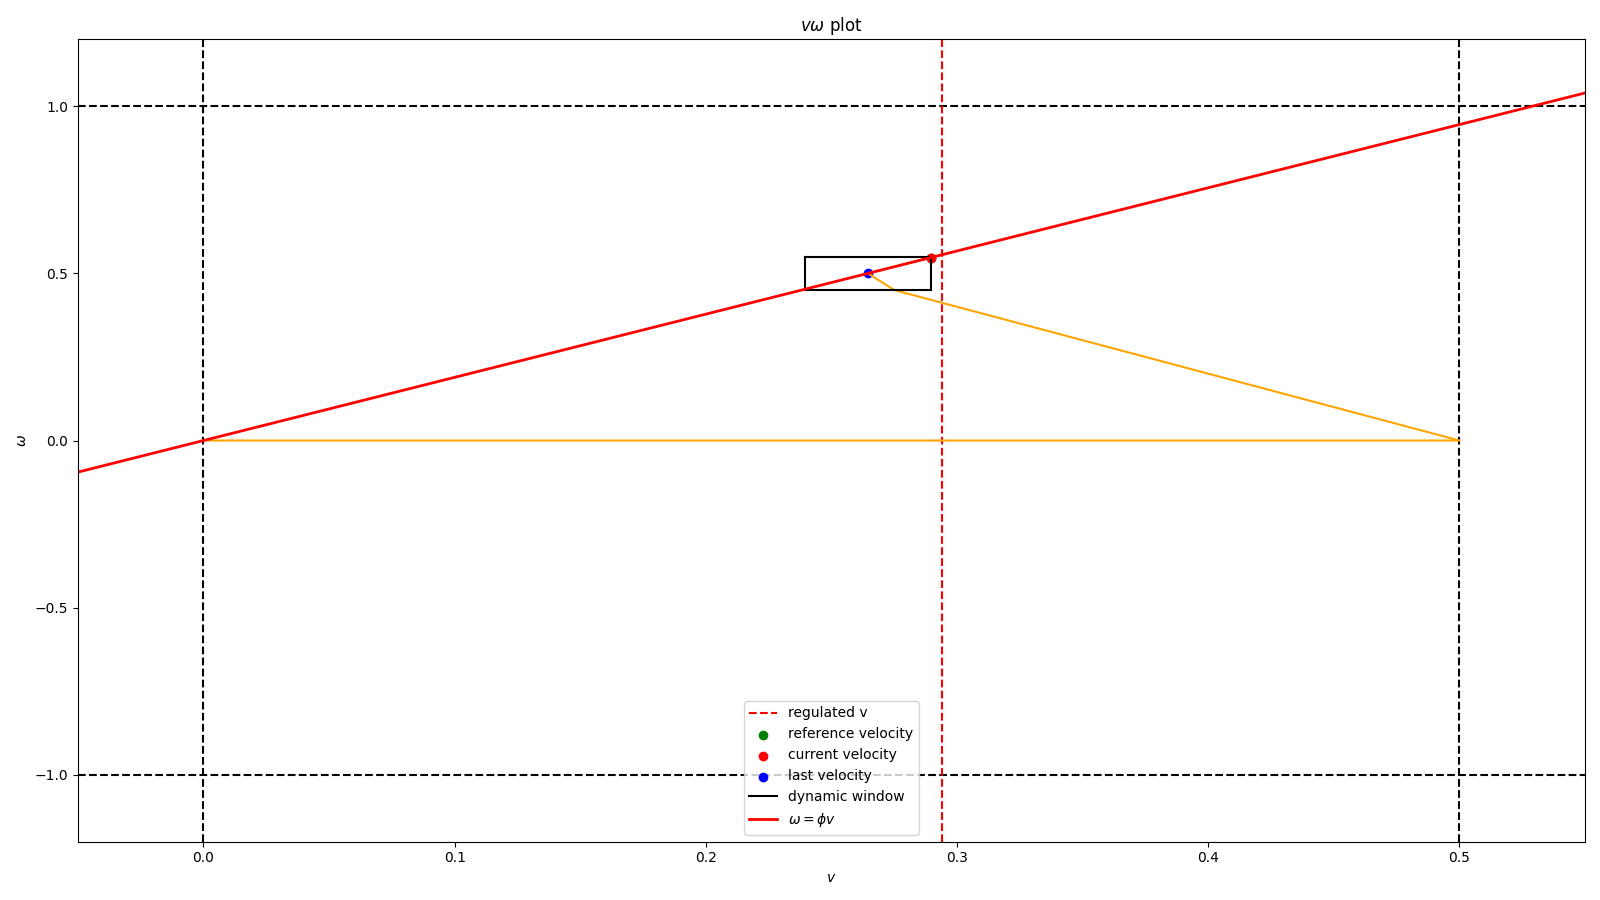 vω plot
1.0
0.5
0.0
−0.5
−1.0
ω
regulated v
reference velocity
current velocity
last velocity
dynamic window
ω = ϕv
0.0 0.1 0.2 0.3 0.4 0.5
v